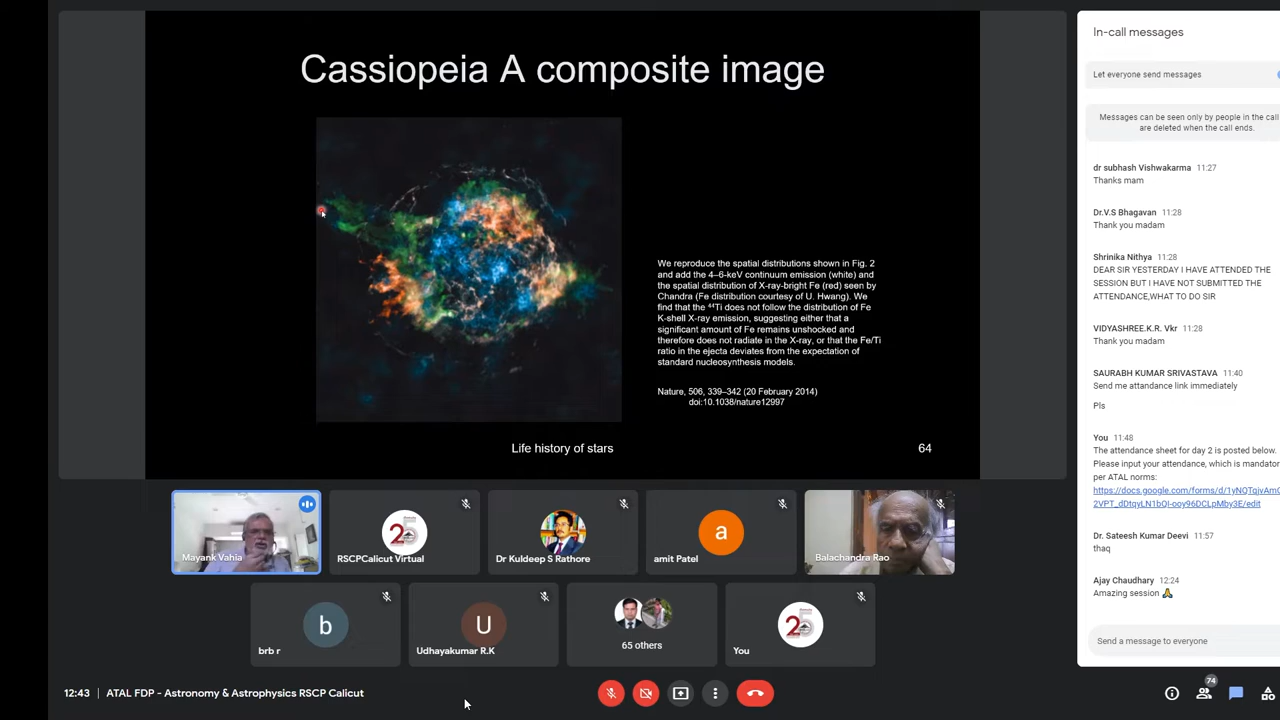 Cassiopeia A composite image
We reproduce the spatial distributions shown in Fig. 2
and add the 4–6-keV continuum emission (white) and
the spatial distribution of X-ray-bright Fe (red) seen by
Chandra (Fe distribution courtesy of U. Hwang). We
find that the ⁴⁴Ti does not follow the distribution of Fe
K-shell X-ray emission, suggesting either that a
significant amount of Fe remains unshocked and
therefore does not radiate in the X-ray, or that the Fe/Ti
ratio in the ejecta deviates from the expectation of
standard nucleosynthesis models.
Nature, 506, 339–342 (20 February 2014)
doi:10.1038/nature12997
Life history of stars
64
Mayank Vahia
RSCPCalicut Virtual
Dr Kuldeep S Rathore
a
amit Patel
Balachandra Rao
b
brb r
U
Udhayakumar R.K
65 others
25
You
12:43 | ATAL FDP - Astronomy & Astrophysics RSCP Calicut
In-call messages
Let everyone send messages
Messages can be seen only by people in the call
are deleted when the call ends.
dr subhash Vishwakarma 11:27
Thanks mam
Dr.V.S Bhagavan 11:28
Thank you madam
Shrinika Nithya 11:28
DEAR SIR YESTERDAY I HAVE ATTENDED THE
SESSION BUT I HAVE NOT SUBMITTED THE
ATTENDANCE,WHAT TO DO SIR
VIDYASHREE.K.R. Vkr 11:28
Thank you madam
SAURABH KUMAR SRIVASTAVA 11:40
Send me attandance link immediately
Pls
You 11:48
The attendance sheet for day 2 is posted below.
Please input your attendance, which is mandator
per ATAL norms:
Dr. Sateesh Kumar Deevi 11:57
thaq
Ajay Chaudhary 12:24
Amazing session 🙏
Send a message to everyone
74